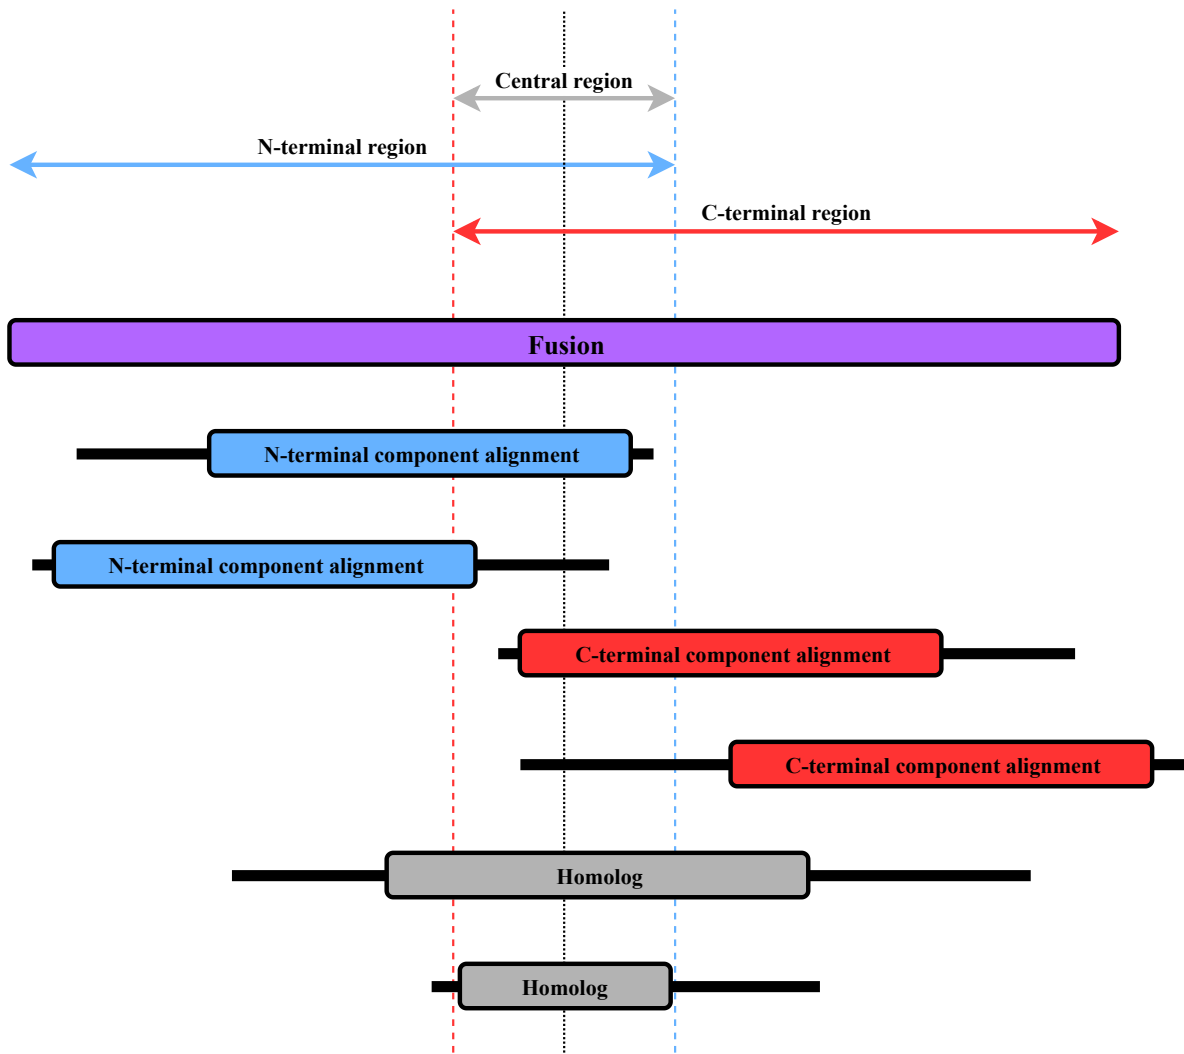 Central region
N-terminal region
C-terminal region
Fusion
N-terminal component alignment
N-terminal component alignment
C-terminal component alignment
C-terminal component alignment
Homolog
Homolog